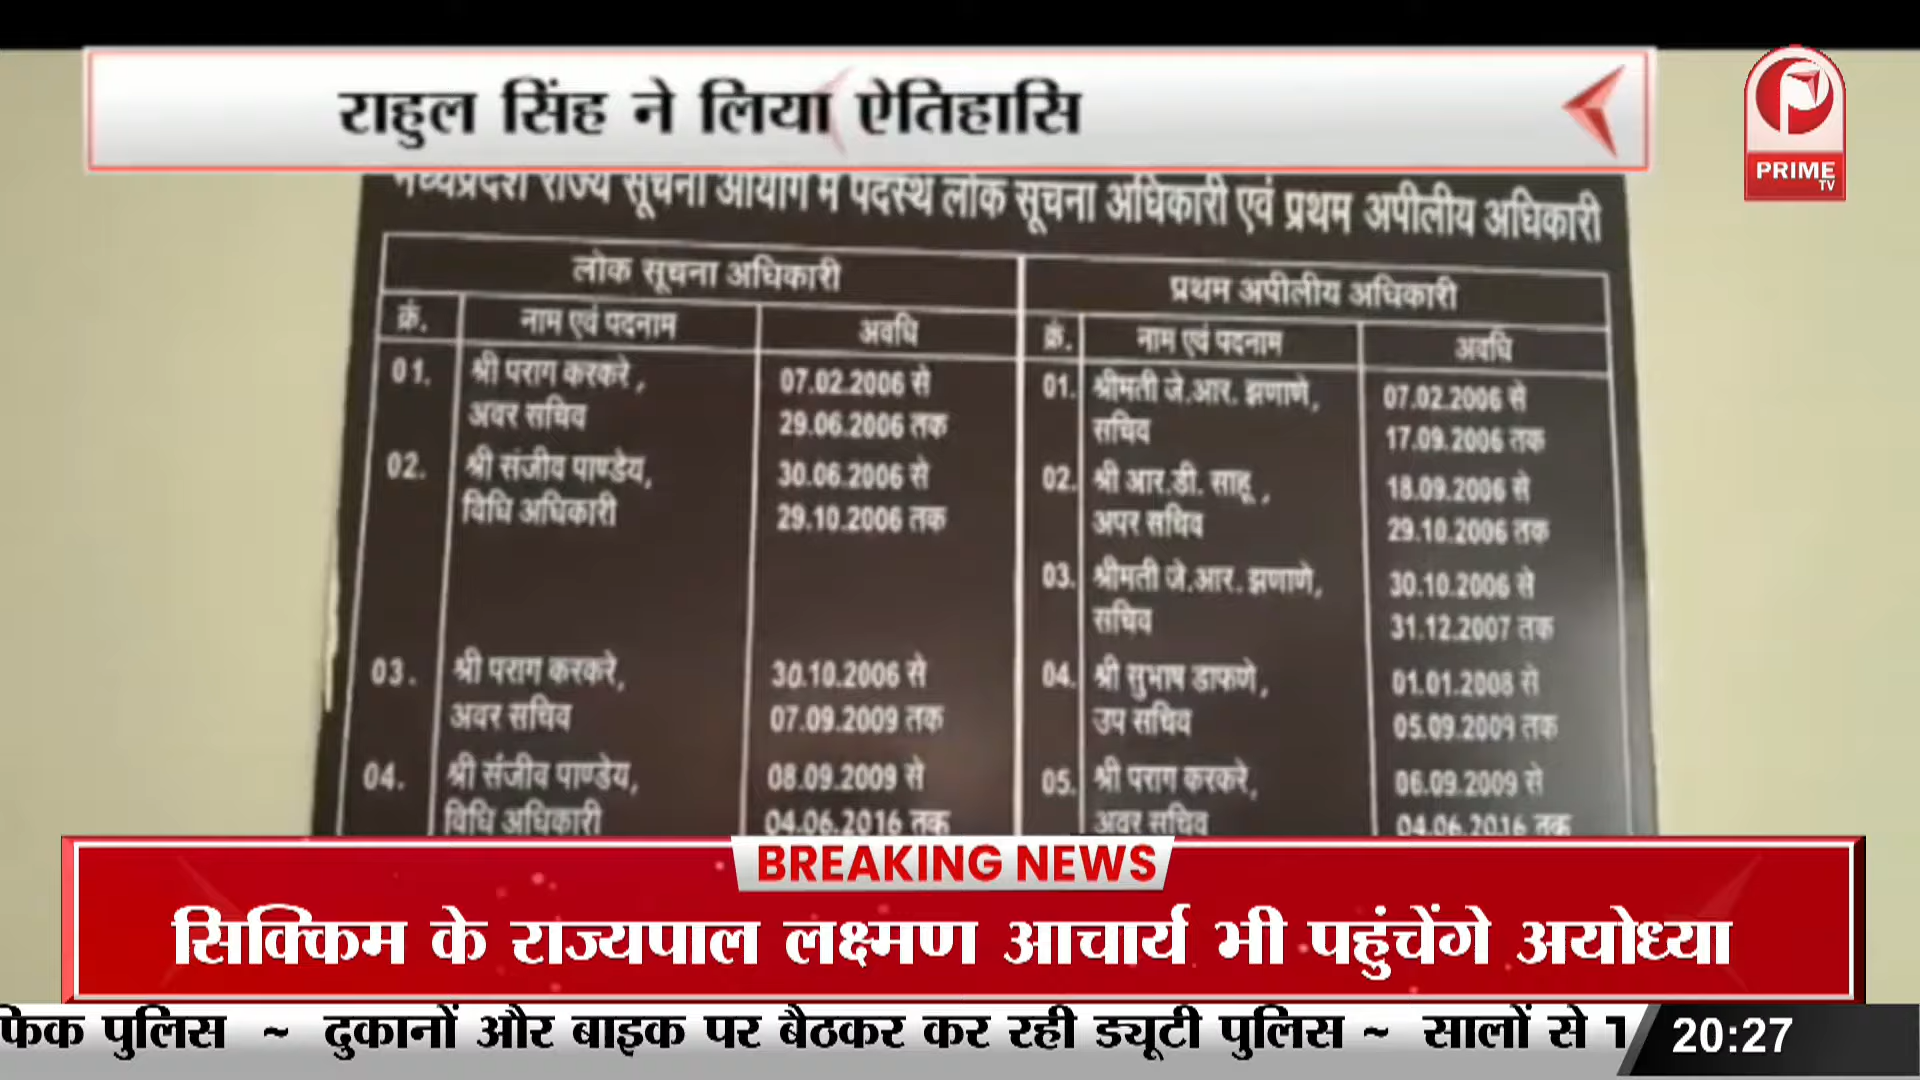 राहुल सिंह ने लिया ऐतिहासि
PRIME
TV
मध्यप्रदेश राज्य सूचना आयोग में पदस्थ लोक सूचना अधिकारी एवं प्रथम अपीलीय अधिकारी
लोक सूचना अधिकारी
प्रथम अपीलीय अधिकारी
क्रं. नाम एवं पदनाम अवधि
क्रं. नाम एवं पदनाम अवधि
01. श्री पराग करकरे, 07.02.2006 से
अवर सचिव 29.06.2006 तक
02. श्री संजीव पाण्डेय, 30.06.2006 से
विधि अधिकारी 29.10.2006 तक
03. श्री पराग करकरे, 30.10.2006 से
अवर सचिव 07.09.2009 तक
04. श्री संजीव पाण्डेय, 08.09.2009 से
विधि अधिकारी 04.06.2016 तक
01. श्रीमती जे.आर. झणाणे, 07.02.2006 से
सचिव 17.09.2006 तक
02. श्री आर.डी. साहू, 18.09.2006 से
अपर सचिव 29.10.2006 तक
03. श्रीमती जे.आर. झणाणे, 30.10.2006 से
सचिव 31.12.2007 तक
04. श्री सुभाष डाफणे, 01.01.2008 से
उप सचिव 05.09.2009 तक
05. श्री पराग करकरे, 06.09.2009 से
अवर सचिव 04.06.2016 तक
BREAKING NEWS
सिक्किम के राज्यपाल लक्ष्मण आचार्य भी पहुंचेंगे अयोध्या
फिक पुलिस ~ दुकानों और बाइक पर बैठकर कर रही ड्यूटी पुलिस ~ सालों से
20:27